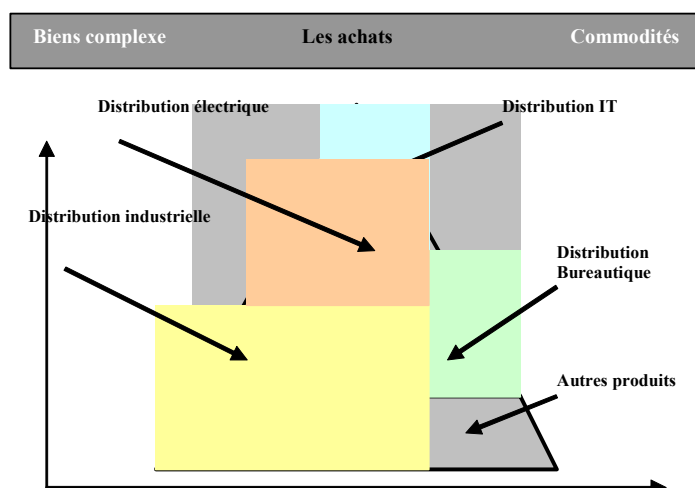 Biens complexe
Les achats
Commodités
Distribution électrique
Distribution IT
Distribution industrielle
Distribution
Bureautique
Autres produits